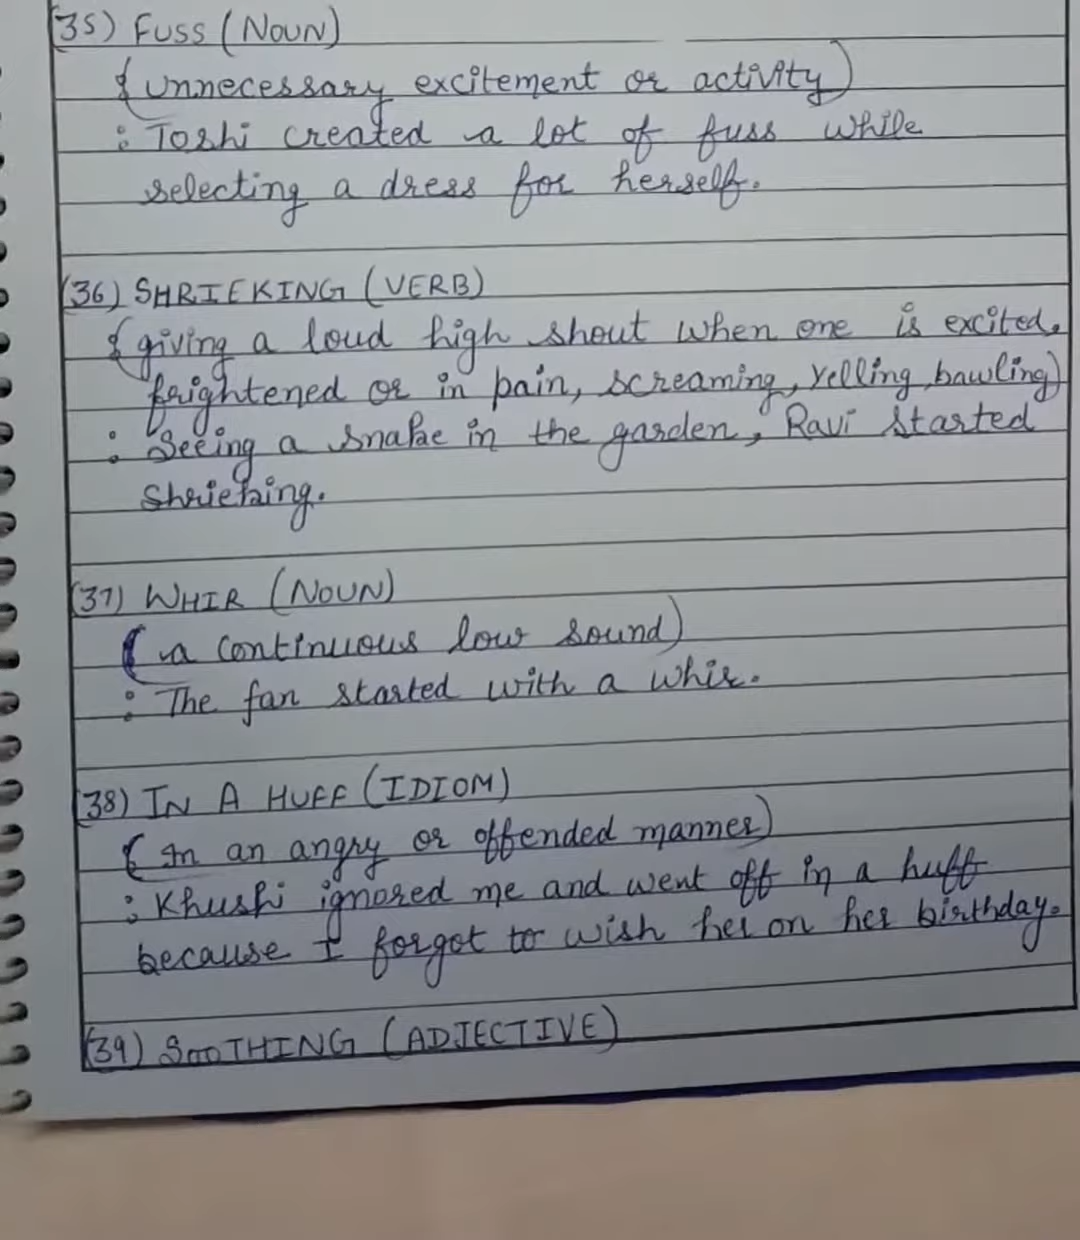 (35) FUSS (NOUN)
{unnecessary excitement or activity)
: Toshi created a lot of fuss while
selecting a dress for herself.
(36) SHRIEKING (VERB)
{giving a loud high shout when one is excited,
frightened or in pain, screaming, yelling, bawling)
: Seeing a snake in the garden, Ravi started
shrieking.
(37) WHIR (NOUN)
(a continuous low sound)
: The fan started with a whir.
(38) IN A HUFF (IDIOM)
(In an angry or offended manner)
: Khushi ignored me and went off in a huff
because I forgot to wish her on her birthday.
(39) SOOTHING (ADJECTIVE)